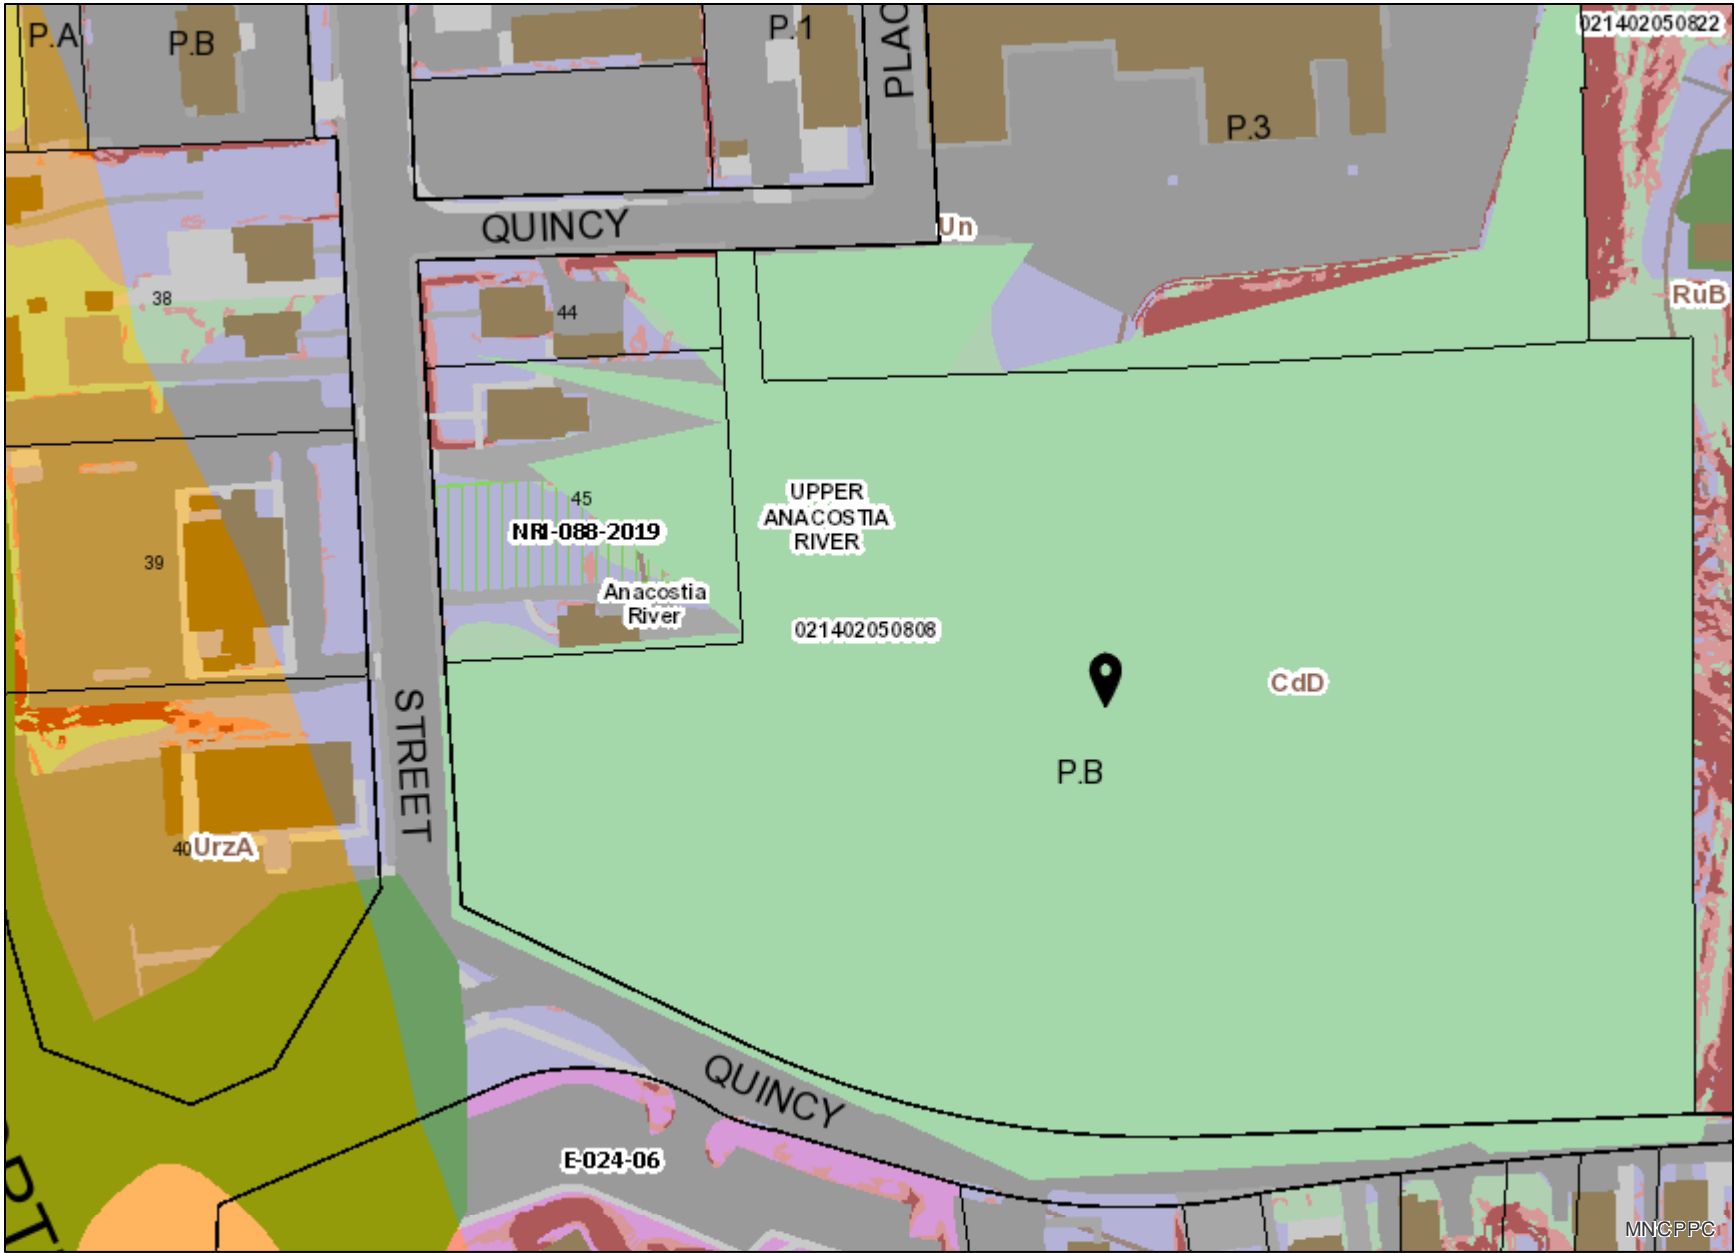 P.A
P.B
P.1
PLAC
021402050822
P.3
QUINCY
Un
RuB
38
44
45
UPPER
ANACOSTIA
RIVER
NRI-088-2019
39
Anacostia
River
021402050808
CdD
STREET
P.B
40
UrzA
QUINCY
E-024-06
MNCPPC